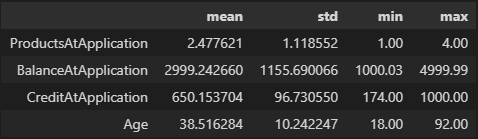 mean std min max
ProductsAtApplication 2.477621 1.118552 1.00 4.00
BalanceAtApplication 2999.242660 1155.690066 1000.03 4999.99
CreditAtApplication 650.153704 96.730550 174.00 1000.00
Age 38.516284 10.242247 18.00 92.00